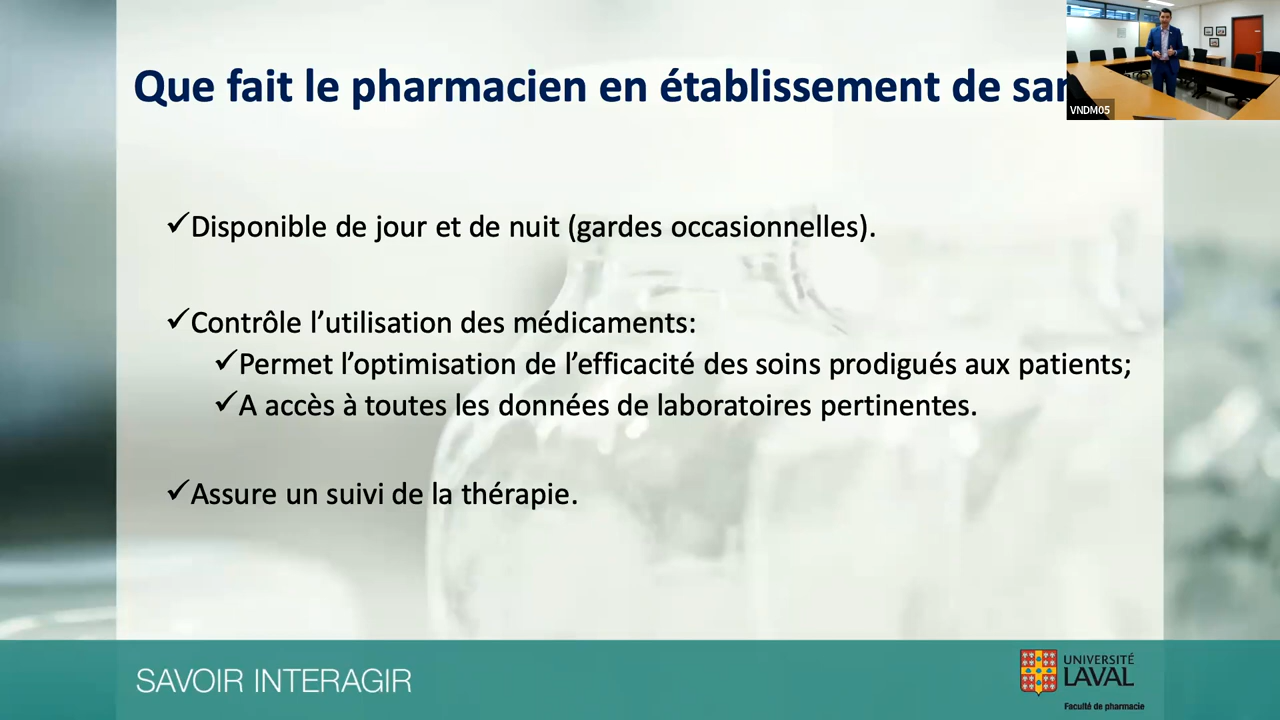 Que fait le pharmacien en établissement de
VNDM05
✓Disponible de jour et de nuit (gardes occasionnelles).
✓Contrôle l’utilisation des médicaments:
✓Permet l’optimisation de l’efficacité des soins prodigués aux patients;
✓A accès à toutes les données de laboratoires pertinentes.
✓Assure un suivi de la thérapie.
SAVOIR INTERAGIR
UNIVERSITÉ
LAVAL
Faculté de pharmacie